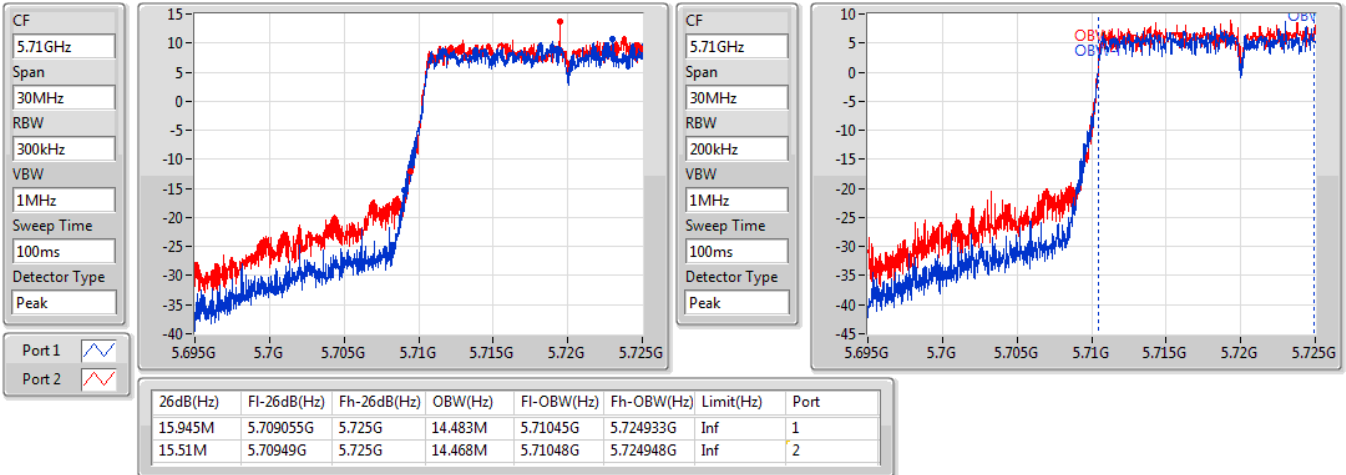 CF
5.71GHz
Span
30MHz
RBW
300kHz
VBW
1MHz
Sweep Time
100ms
Detector Type
Peak
Port 1
Port 2
15
10
5
0
-5
-10
-15
-20
-25
-30
-35
-40
5.695G 5.7G 5.705G 5.71G 5.715G 5.72G 5.725G
CF
5.71GHz
Span
30MHz
RBW
200kHz
VBW
1MHz
Sweep Time
100ms
Detector Type
Peak
10
5
0
-5
-10
-15
-20
-25
-30
-35
-40
-45
5.695G 5.7G 5.705G 5.71G 5.715G 5.72G 5.725G
26dB(Hz) Fl-26dB(Hz) Fh-26dB(Hz) OBW(Hz) Fl-OBW(Hz) Fh-OBW(Hz) Limit(Hz) Port
15.945M 5.709055G 5.725G 14.483M 5.71045G 5.724933G Inf 1
15.51M 5.70949G 5.725G 14.468M 5.71048G 5.724948G Inf 2